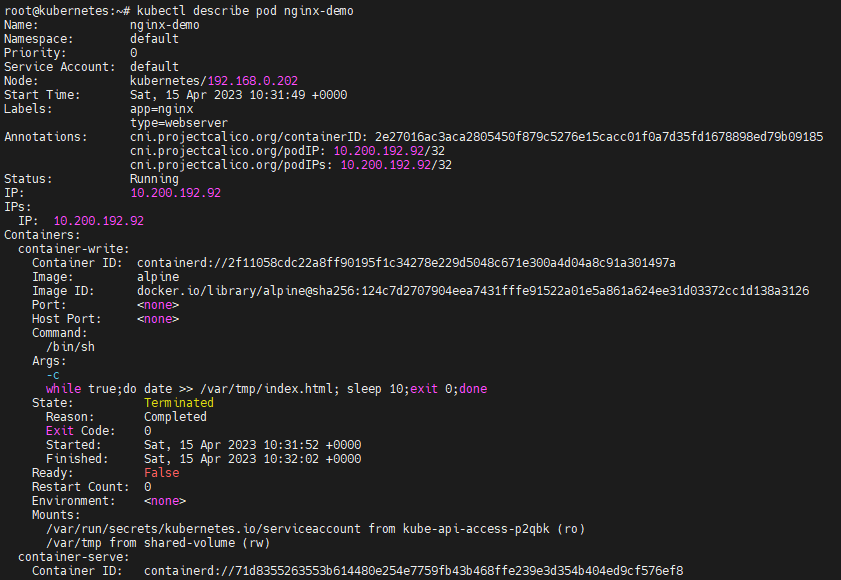 root@kubernetes:~# kubectl describe pod nginx-demo
Name:             nginx-demo
Namespace:        default
Priority:         0
Service Account:  default
Node:             kubernetes/192.168.0.202
Start Time:       Sat, 15 Apr 2023 10:31:49 +0000
Labels:           app=nginx
                  type=webserver
Annotations:      cni.projectcalico.org/containerID: 2e27016ac3aca2805450f879c5276e15cacc01f0a7d35fd1678898ed79b09185
                  cni.projectcalico.org/podIP: 10.200.192.92/32
                  cni.projectcalico.org/podIPs: 10.200.192.92/32
Status:           Running
IP:               10.200.192.92
IPs:
  IP:  10.200.192.92
Containers:
  container-write:
    Container ID:  containerd://2f11058cdc22a8ff90195f1c34278e229d5048c671e300a4d04a8c91a301497a
    Image:         alpine
    Image ID:      docker.io/library/alpine@sha256:124c7d2707904eea7431fffe91522a01e5a861a624ee31d03372cc1d138a3126
    Port:          <none>
    Host Port:     <none>
    Command:
      /bin/sh
    Args:
      -c
      while true;do date >> /var/tmp/index.html; sleep 10;exit 0;done
    State:          Terminated
      Reason:       Completed
      Exit Code:    0
      Started:      Sat, 15 Apr 2023 10:31:52 +0000
      Finished:     Sat, 15 Apr 2023 10:32:02 +0000
    Ready:          False
    Restart Count:  0
    Environment:    <none>
    Mounts:
      /var/run/secrets/kubernetes.io/serviceaccount from kube-api-access-p2qbk (ro)
      /var/tmp from shared-volume (rw)
  container-serve:
    Container ID:   containerd://71d8355263553b614480e254e7759fb43b468ffe239e3d354b404ed9cf576ef8